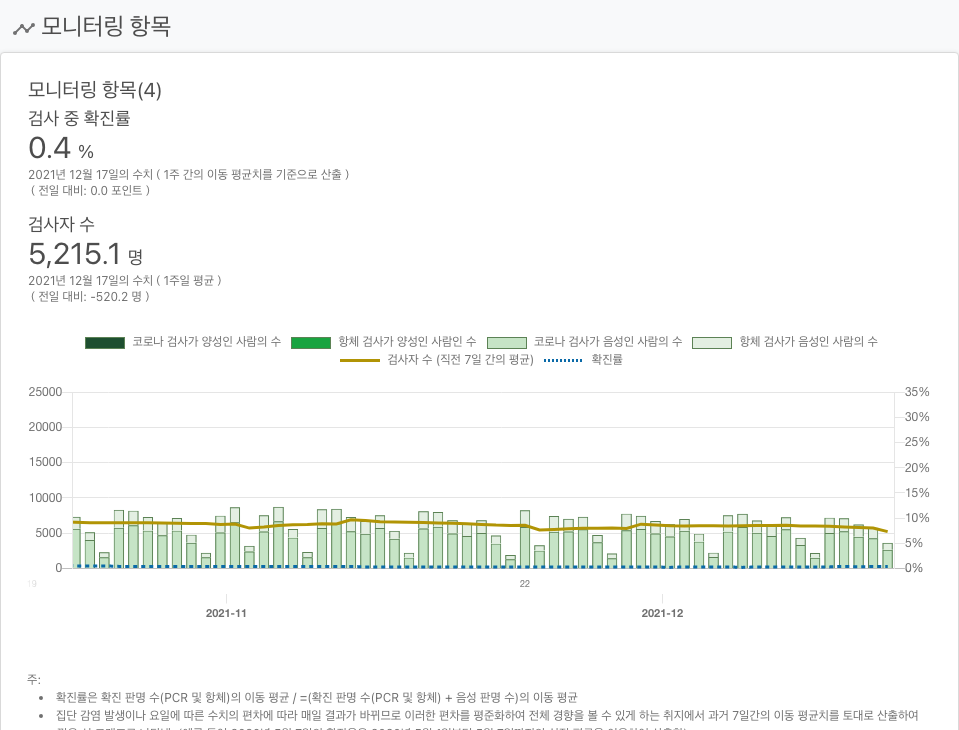 모니터링 항목
모니터링 항목(4)
검사 중 확진률
0.4 %
2021년 12월 17일의 수치 ( 1주 간의 이동 평균치를 기준으로 산출 )
( 전일 대비: 0.0 포인트 )
검사자 수
5,215.1 명
2021년 12월 17일의 수치 ( 1주일 평균 )
( 전일 대비: -520.2 명 )
코로나 검사가 양성인 사람의 수 항체 검사가 양성인 사람인 수 코로나 검사가 음성인 사람의 수 항체 검사가 음성인 사람의 수
검사자 수 (직전 7일 간의 평균) 확진률
25000 35%
20000 30%
25%
15000 20%
10000 15%
10%
5000 5%
0 0%
19 22
2021-11 2021-12
주:
확진률은 확진 판명 수(PCR 및 항체)의 이동 평균 / =(확진 판명 수(PCR 및 항체) + 음성 판명 수)의 이동 평균
집단 감염 발생이나 요일에 따른 수치의 편차에 따라 매일 결과가 바뀌므로 이러한 편차를 평준화하여 전체 경향을 볼 수 있게 하는 취지에서 과거 7일간의 이동 평균치를 토대로 산출하여